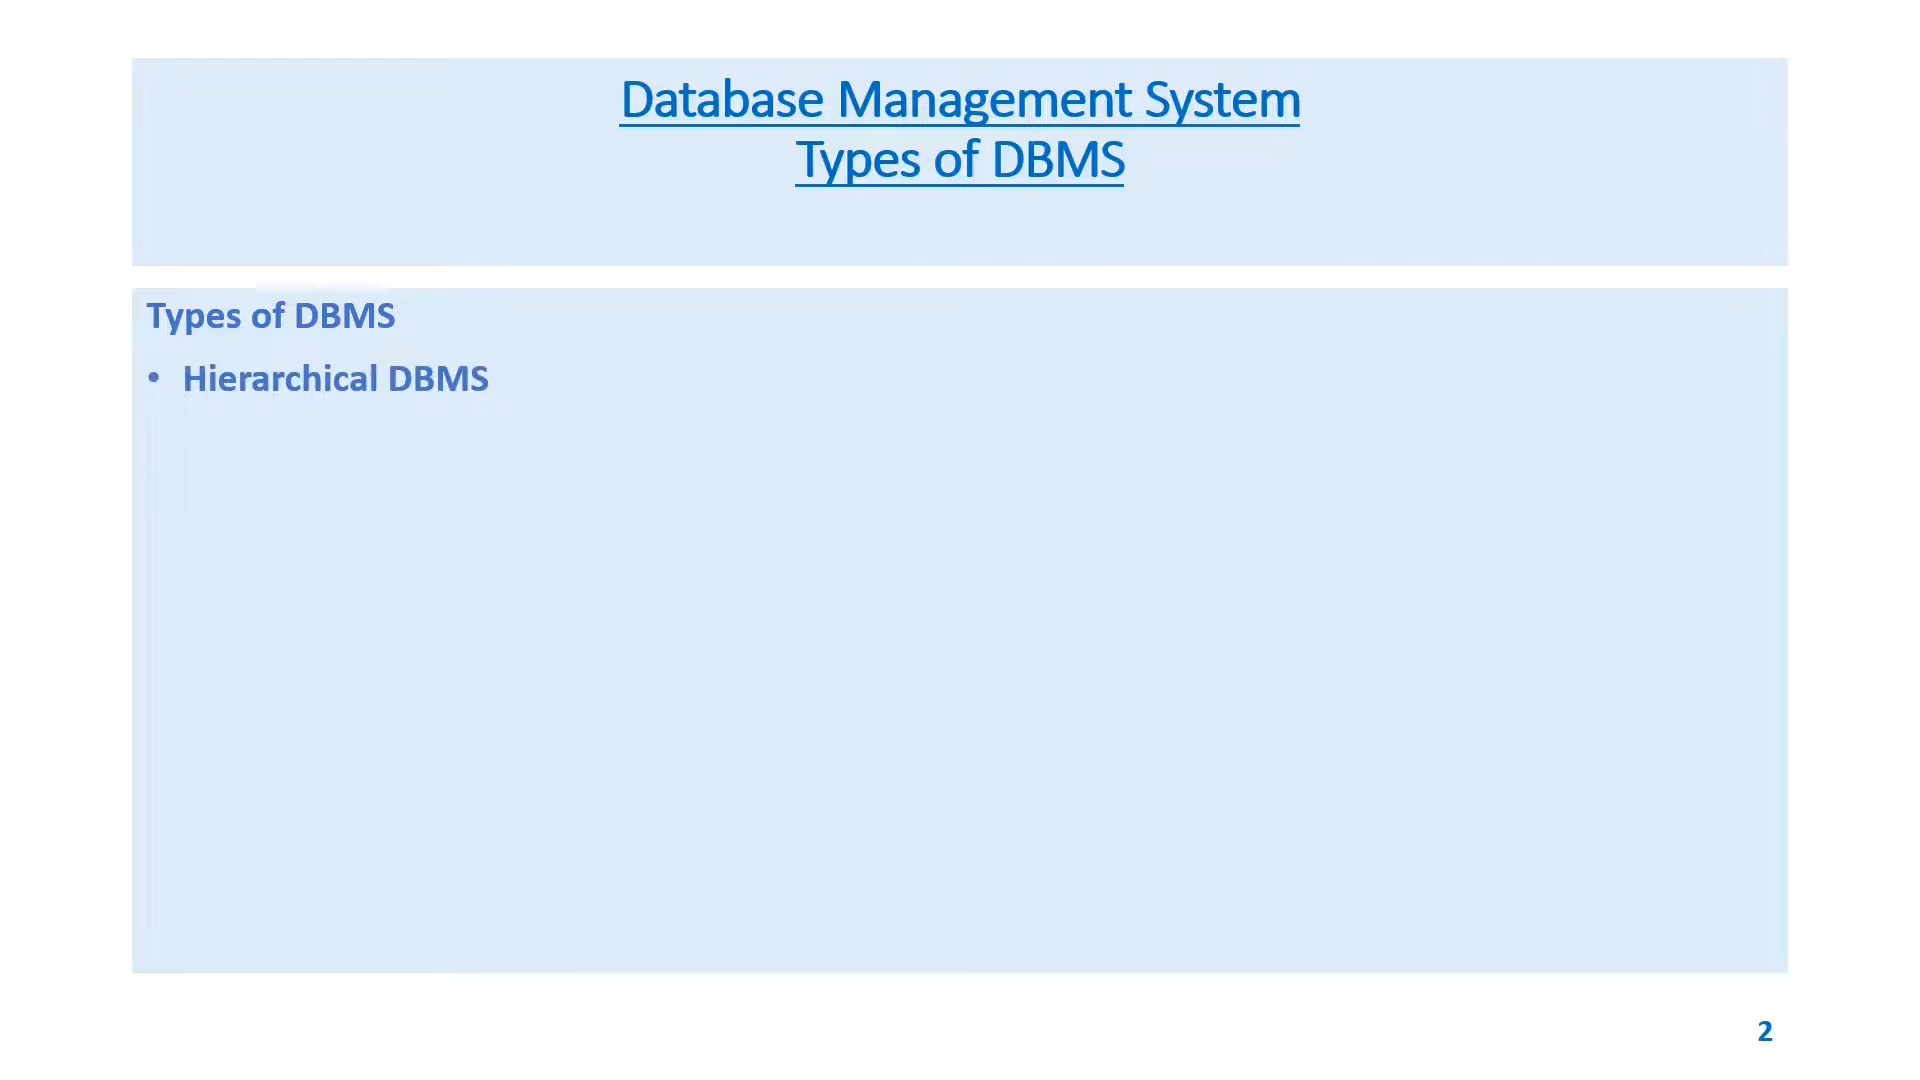 Database Management System
Types of DBMS
Types of DBMS
• Hierarchical DBMS
2